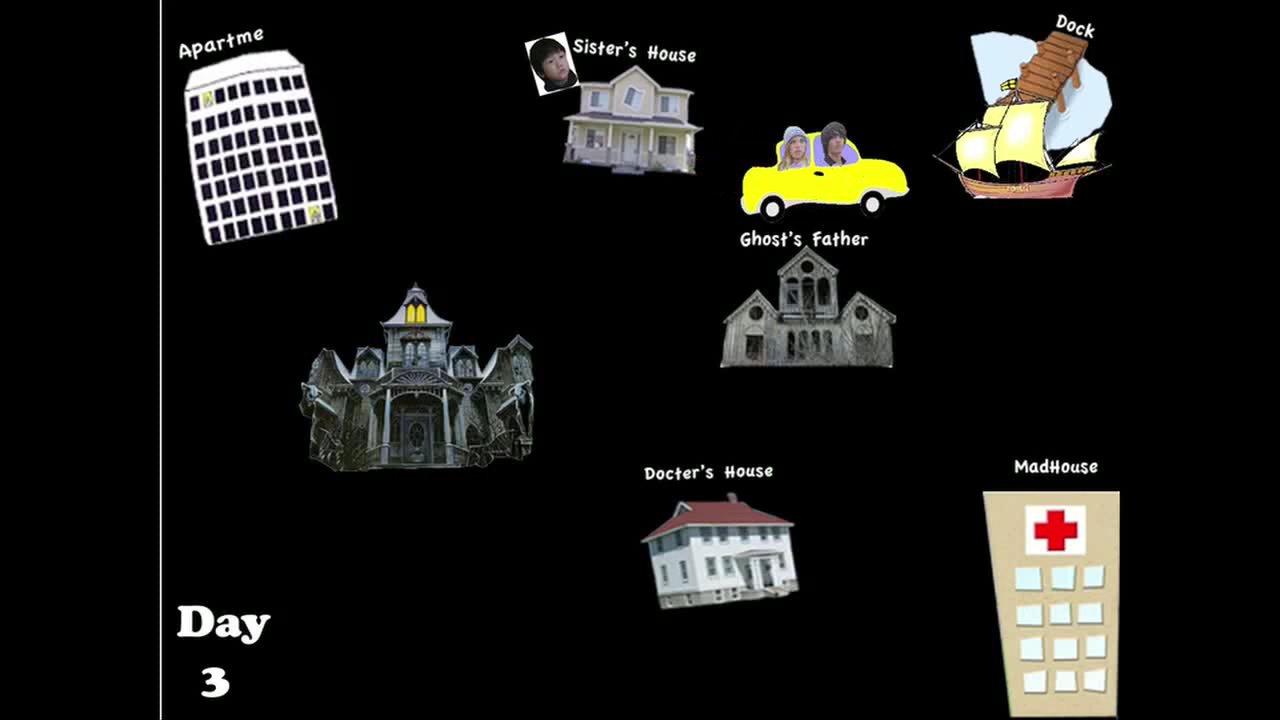 Apartme
Sister's House
Dock
Ghost's Father
Docter's House
MadHouse
Day
3